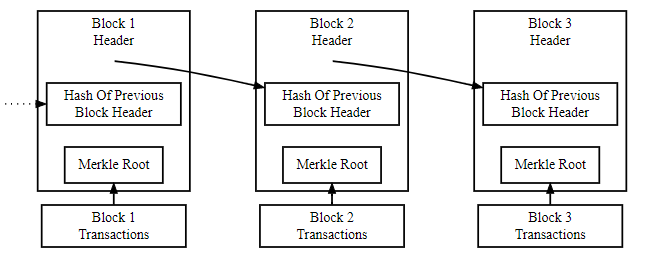 Block 1
Header
Hash Of Previous
Block Header
Merkle Root
Block 1
Transactions
Block 2
Header
Hash Of Previous
Block Header
Merkle Root
Block 2
Transactions
Block 3
Header
Hash Of Previous
Block Header
Merkle Root
Block 3
Transactions